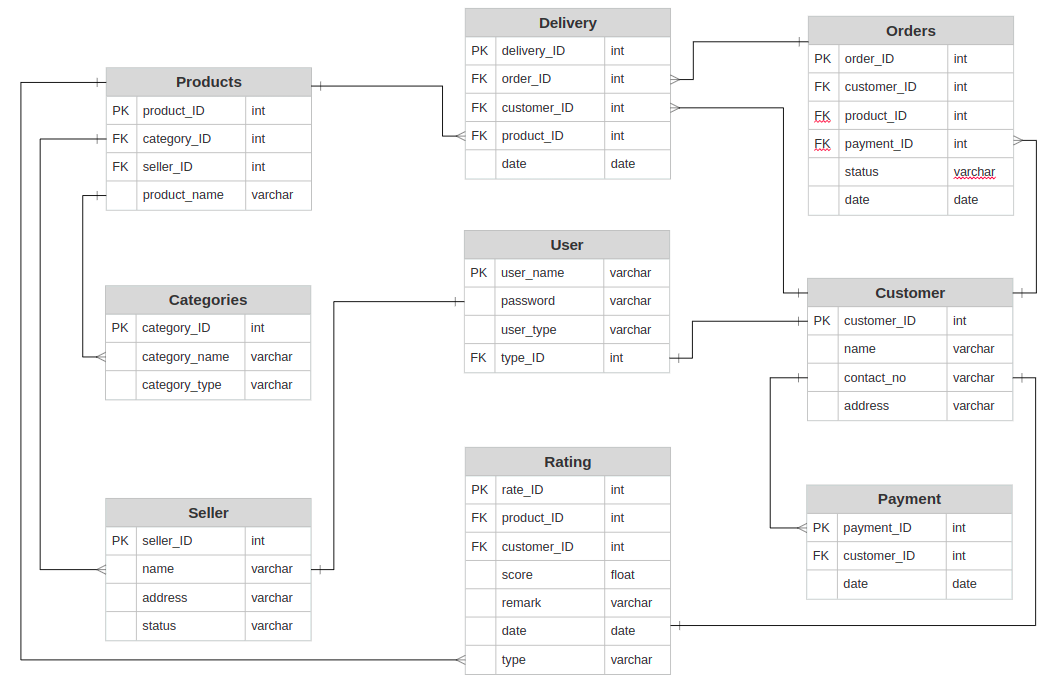 Delivery
PK delivery_ID int
FK order_ID int
FK customer_ID int
FK product_ID int
date date
Orders
PK order_ID int
FK customer_ID int
FK product_ID int
FK payment_ID int
status varchar
date date
Products
PK product_ID int
FK category_ID int
FK seller_ID int
product_name varchar
User
PK user_name varchar
password varchar
user_type varchar
FK type_ID int
Categories
PK category_ID int
category_name varchar
category_type varchar
Customer
PK customer_ID int
name varchar
contact_no varchar
address varchar
Rating
PK rate_ID int
FK product_ID int
FK customer_ID int
score float
remark varchar
date date
type varchar
Seller
PK seller_ID int
name varchar
address varchar
status varchar
Payment
PK payment_ID int
FK customer_ID int
date date